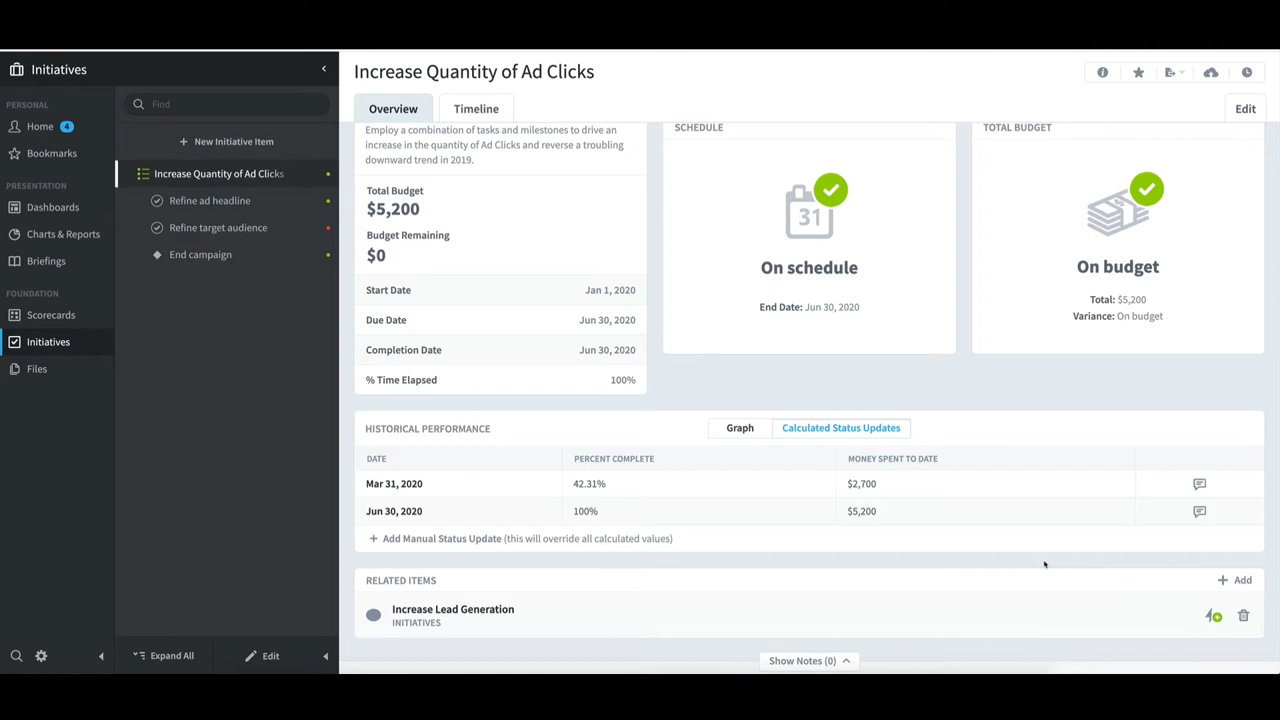 Initiatives
PERSONAL
Home 4
Bookmarks
PRESENTATION
Dashboards
Charts & Reports
Briefings
FOUNDATION
Scorecards
Initiatives
Files
Find
+ New Initiative Item
Increase Quantity of Ad Clicks
Refine ad headline
Refine target audience
End campaign
Expand All
Edit
Increase Quantity of Ad Clicks
Overview
Timeline
Edit
Employ a combination of tasks and milestones to drive an
increase in the quantity of Ad Clicks and reverse a troubling
downward trend in 2019.
Total Budget
$5,200
Budget Remaining
$0
Start Date Jan 1, 2020
Due Date Jun 30, 2020
Completion Date Jun 30, 2020
% Time Elapsed 100%
SCHEDULE
31
On schedule
End Date: Jun 30, 2020
TOTAL BUDGET
On budget
Total: $5,200
Variance: On budget
HISTORICAL PERFORMANCE
Graph
Calculated Status Updates
DATE PERCENT COMPLETE MONEY SPENT TO DATE
Mar 31, 2020 42.31% $2,700
Jun 30, 2020 100% $5,200
+ Add Manual Status Update (this will override all calculated values)
RELATED ITEMS
+ Add
Increase Lead Generation
INITIATIVES
Show Notes (0)